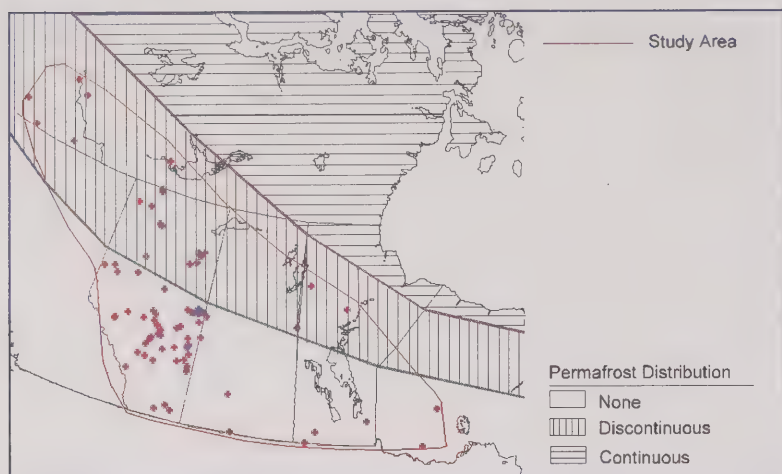 Study Area
Permafrost Distribution
None
Discontinuous
Continuous